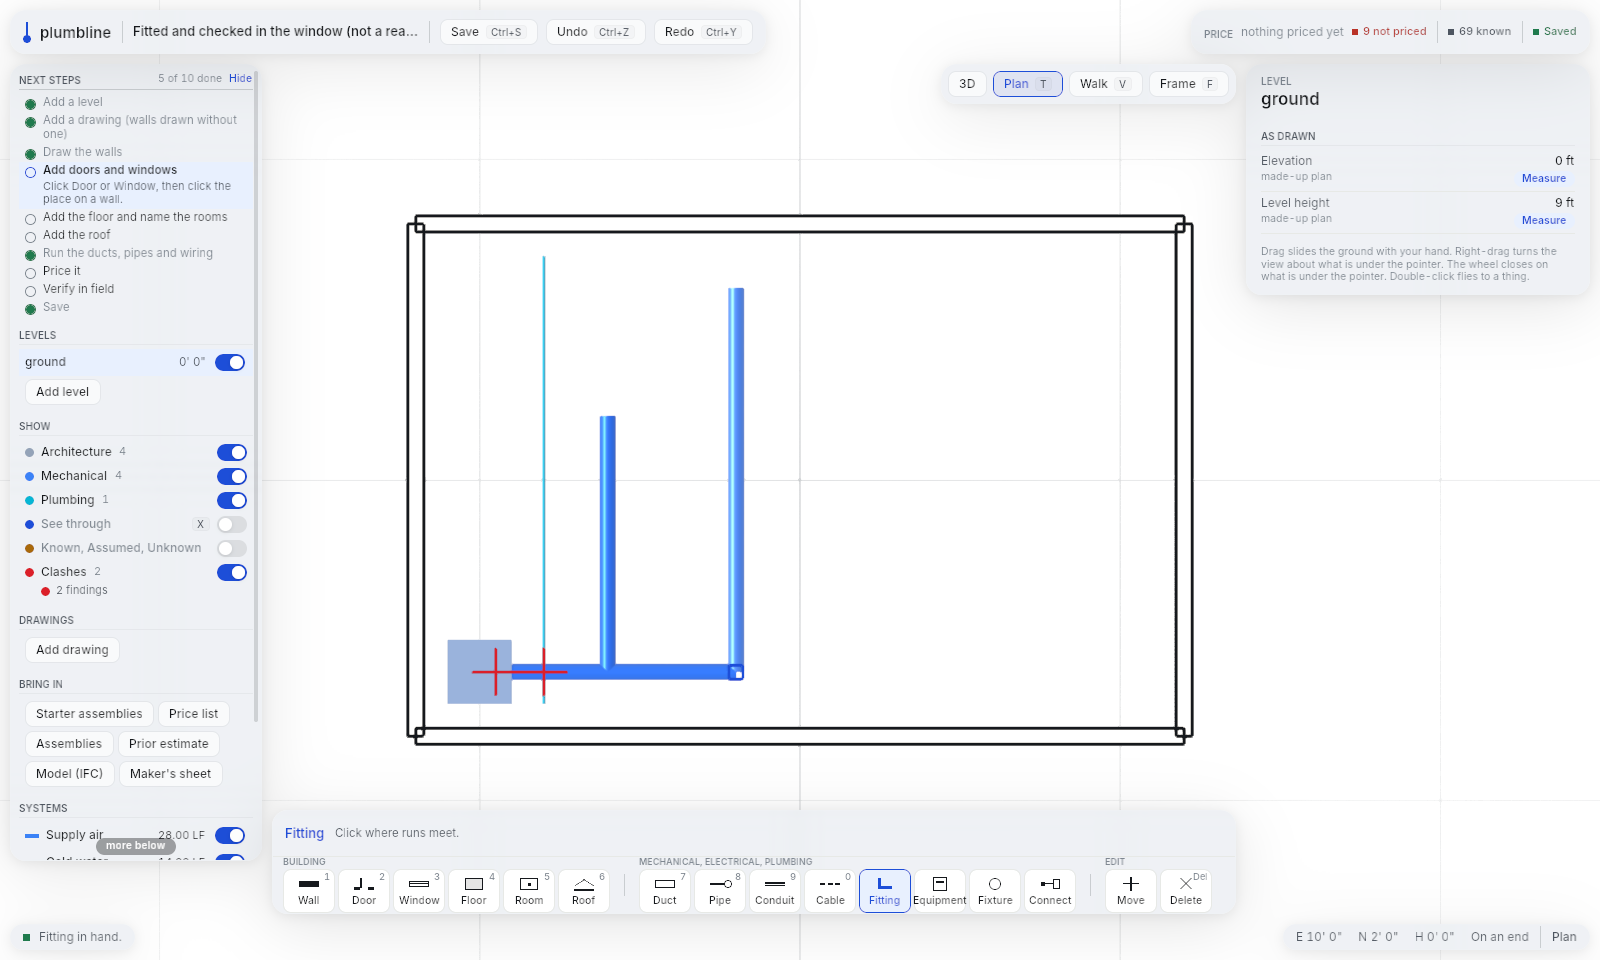 plumbline
Fitted and checked in the window (not a rea...
Save Ctrl+S
Undo Ctrl+Z
Redo Ctrl+Y
PRICE nothing priced yet
9 not priced
69 known
Saved
NEXT STEPS 5 of 10 done Hide
Add a level
Add a drawing (walls drawn without
one)
Draw the walls
Add doors and windows
Click Door or Window, then click the
place on a wall.
Add the floor and name the rooms
Add the roof
Run the ducts, pipes and wiring
Price it
Verify in field
Save
LEVELS
ground 0' 0"
Add level
SHOW
Architecture 4
Mechanical 4
Plumbing 1
See through X
Known, Assumed, Unknown
Clashes 2
2 findings
DRAWINGS
Add drawing
BRING IN
Starter assemblies Price list
Assemblies Prior estimate
Model (IFC) Maker's sheet
SYSTEMS
Supply air 28.00 LF
more below
3D
Plan T
Walk V
Frame F
LEVEL
ground
AS DRAWN
Elevation 0 ft
made-up plan Measure
Level height 9 ft
made-up plan Measure
Drag slides the ground with your hand. Right-drag turns the
view about what is under the pointer. The wheel closes on
what is under the pointer. Double-click flies to a thing.
Fitting Click where runs meet.
BUILDING
1 Wall
2 Door
3 Window
4 Floor
5 Room
6 Roof
MECHANICAL, ELECTRICAL, PLUMBING
7 Duct
8 Pipe
9 Conduit
0 Cable
Fitting
Equipment
Fixture
Connect
EDIT
Move
Del Delete
Fitting in hand.
E 10' 0" N 2' 0" H 0' 0" On an end Plan